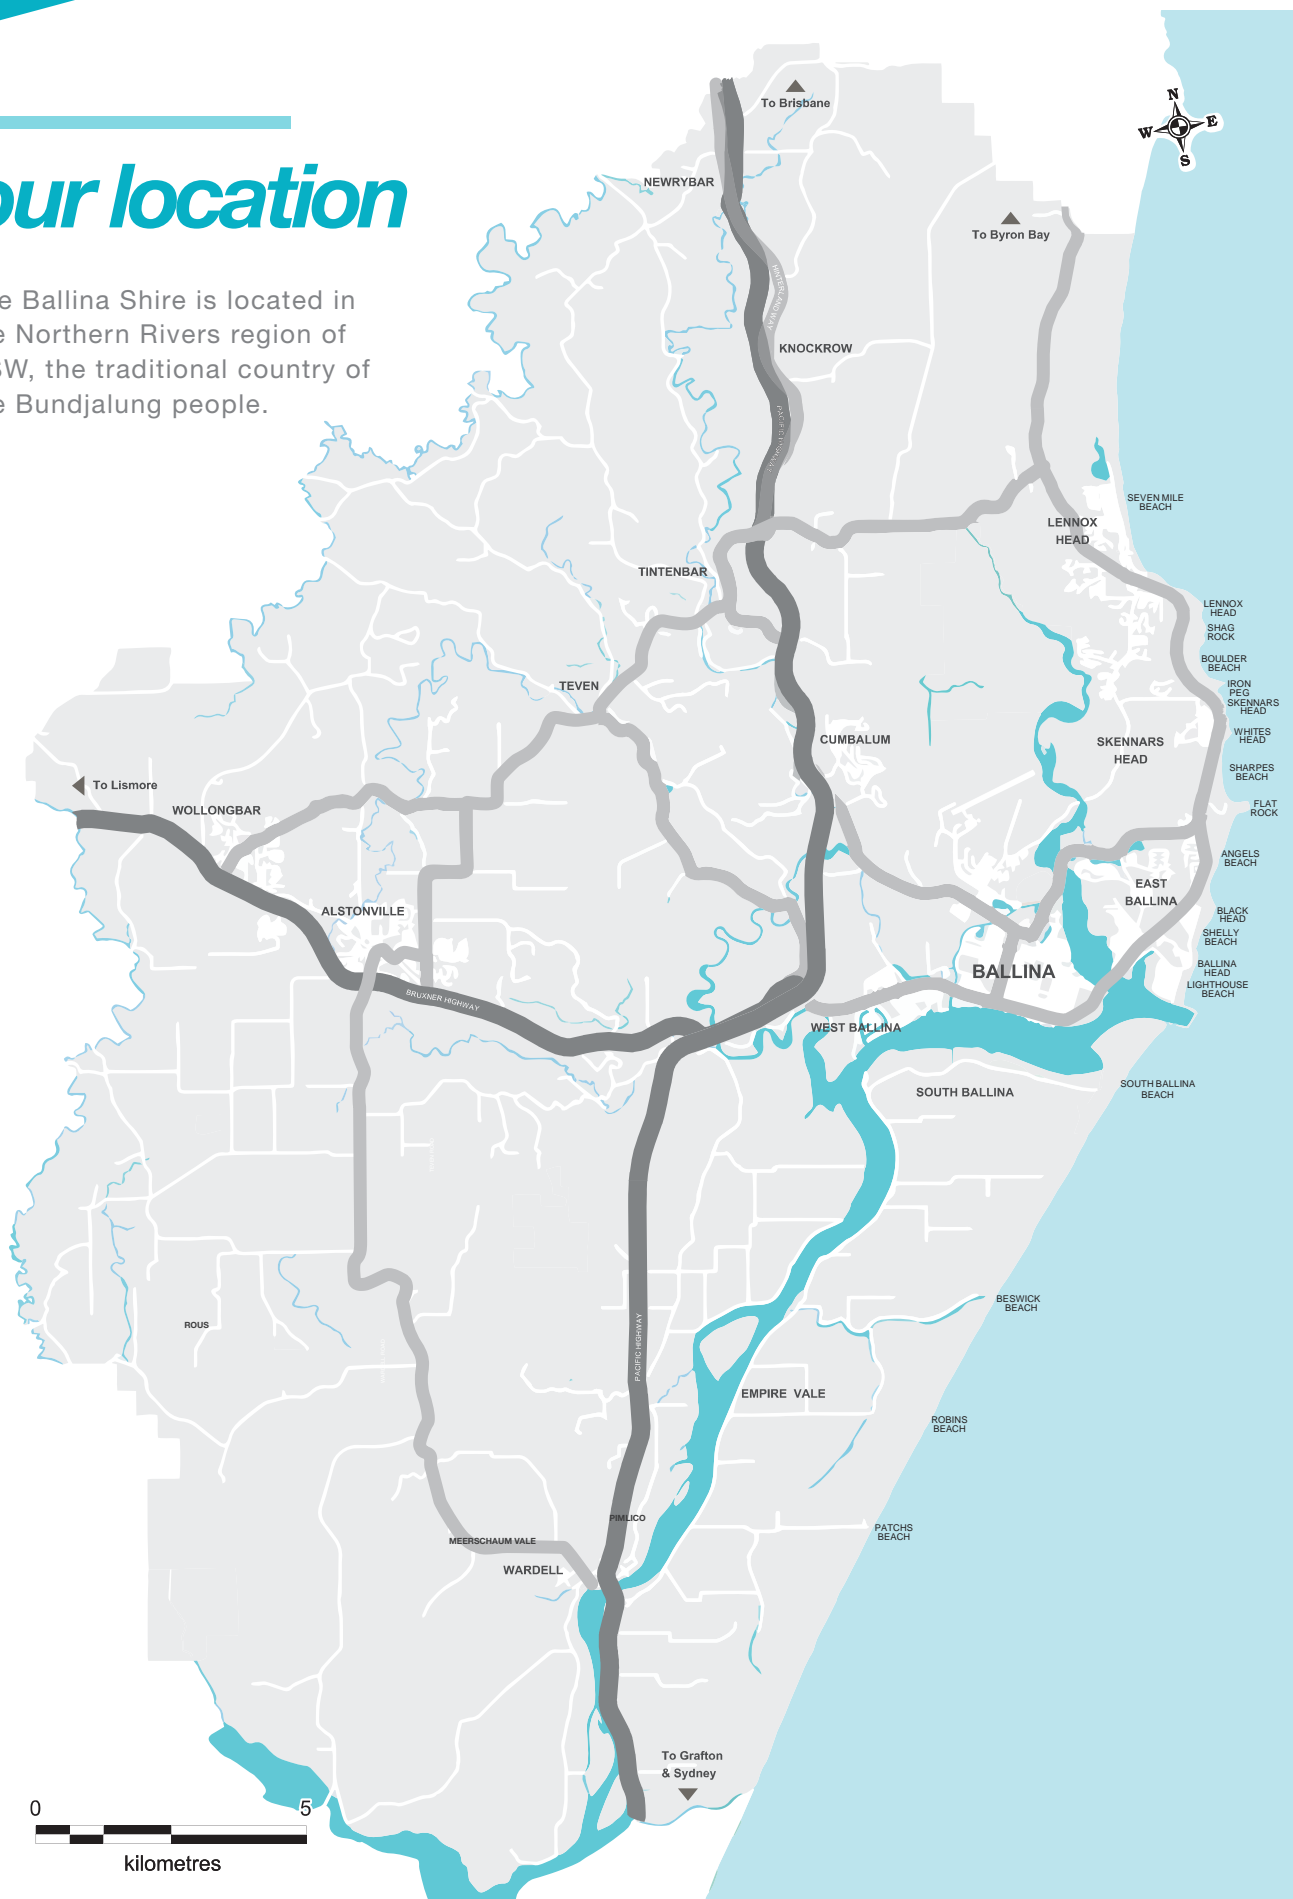 our location
e Ballina Shire is located in
e Northern Rivers region of
SW, the traditional country of
e Bundjalung people.
To Brisbane
N
W
E
S
NEWRYBAR
To Byron Bay
HINTERLAND WAY
KNOCKROW
PACIFIC HIGHWAY
SEVEN MILE
BEACH
LENNOX
HEAD
TINTENBAR
LENNOX
HEAD
SHAG
ROCK
BOULDER
BEACH
TEVEN
IRON
PEG
SKENNARS
HEAD
WHITES
HEAD
CUMBALUM
SKENNARS
HEAD
SHARPES
BEACH
To Lismore
WOLLONGBAR
FLAT
ROCK
ANGELS
BEACH
EAST
BALLINA
ALSTONVILLE
BLACK
HEAD
SHELLY
BEACH
BALLINA
BALLINA
HEAD
LIGHTHOUSE
BEACH
BRUXNER HIGHWAY
WEST BALLINA
SOUTH BALLINA
SOUTH BALLINA
BEACH
BESWICK
BEACH
ROUS
PACIFIC HIGHWAY
EMPIRE VALE
ROBINS
BEACH
PIMLICO
PATCHS
BEACH
MEERSCHAUM VALE
WARDELL
To Grafton
& Sydney
0 5
kilometres